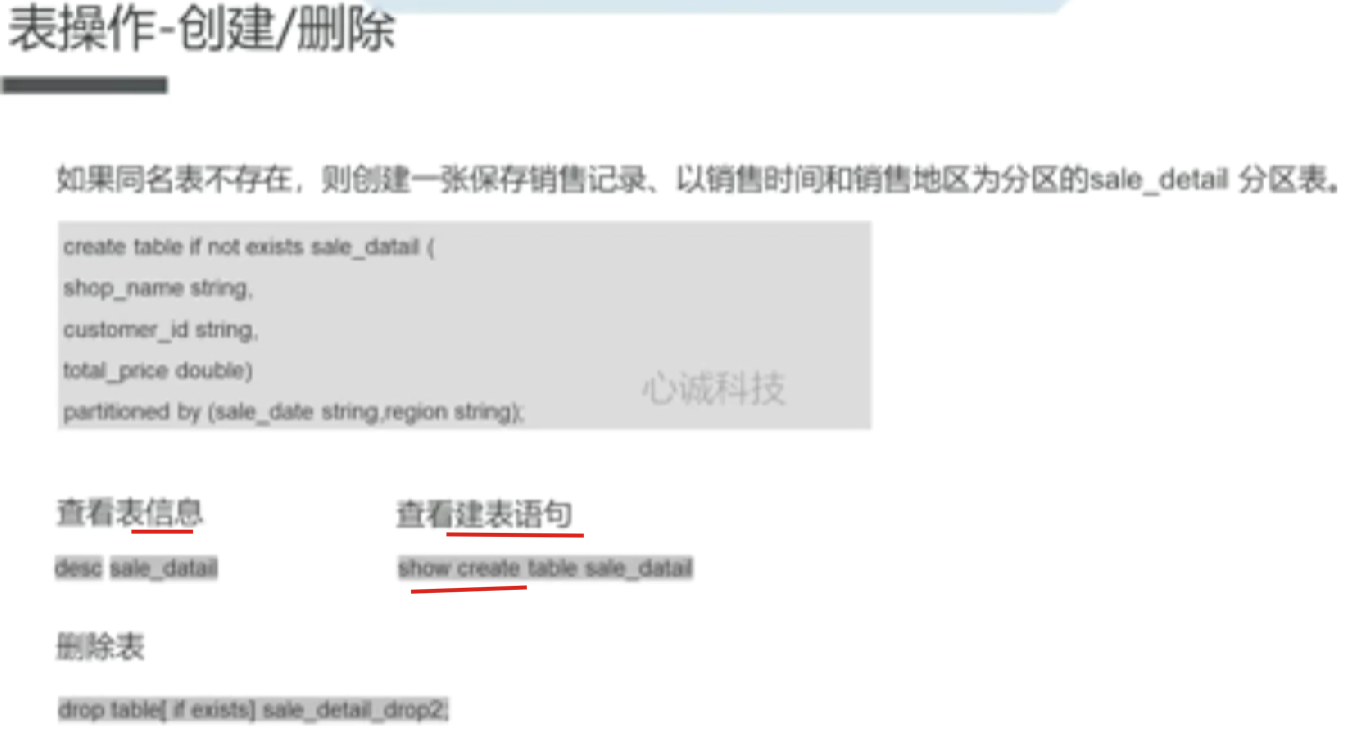 表操作-创建/删除
如果同名表不存在，则创建一张保存销售记录、以销售时间和销售地区为分区的sale_detail 分区表。
create table if not exists sale_datail (
shop_name string,
customer_id string,
total_price double)
心诚科技
partitioned by (sale_date string,region string);
查看表信息
查看建表语句
desc sale_datail
show create table sale_datail
删除表
drop table[ if exists] sale_detail_drop2;